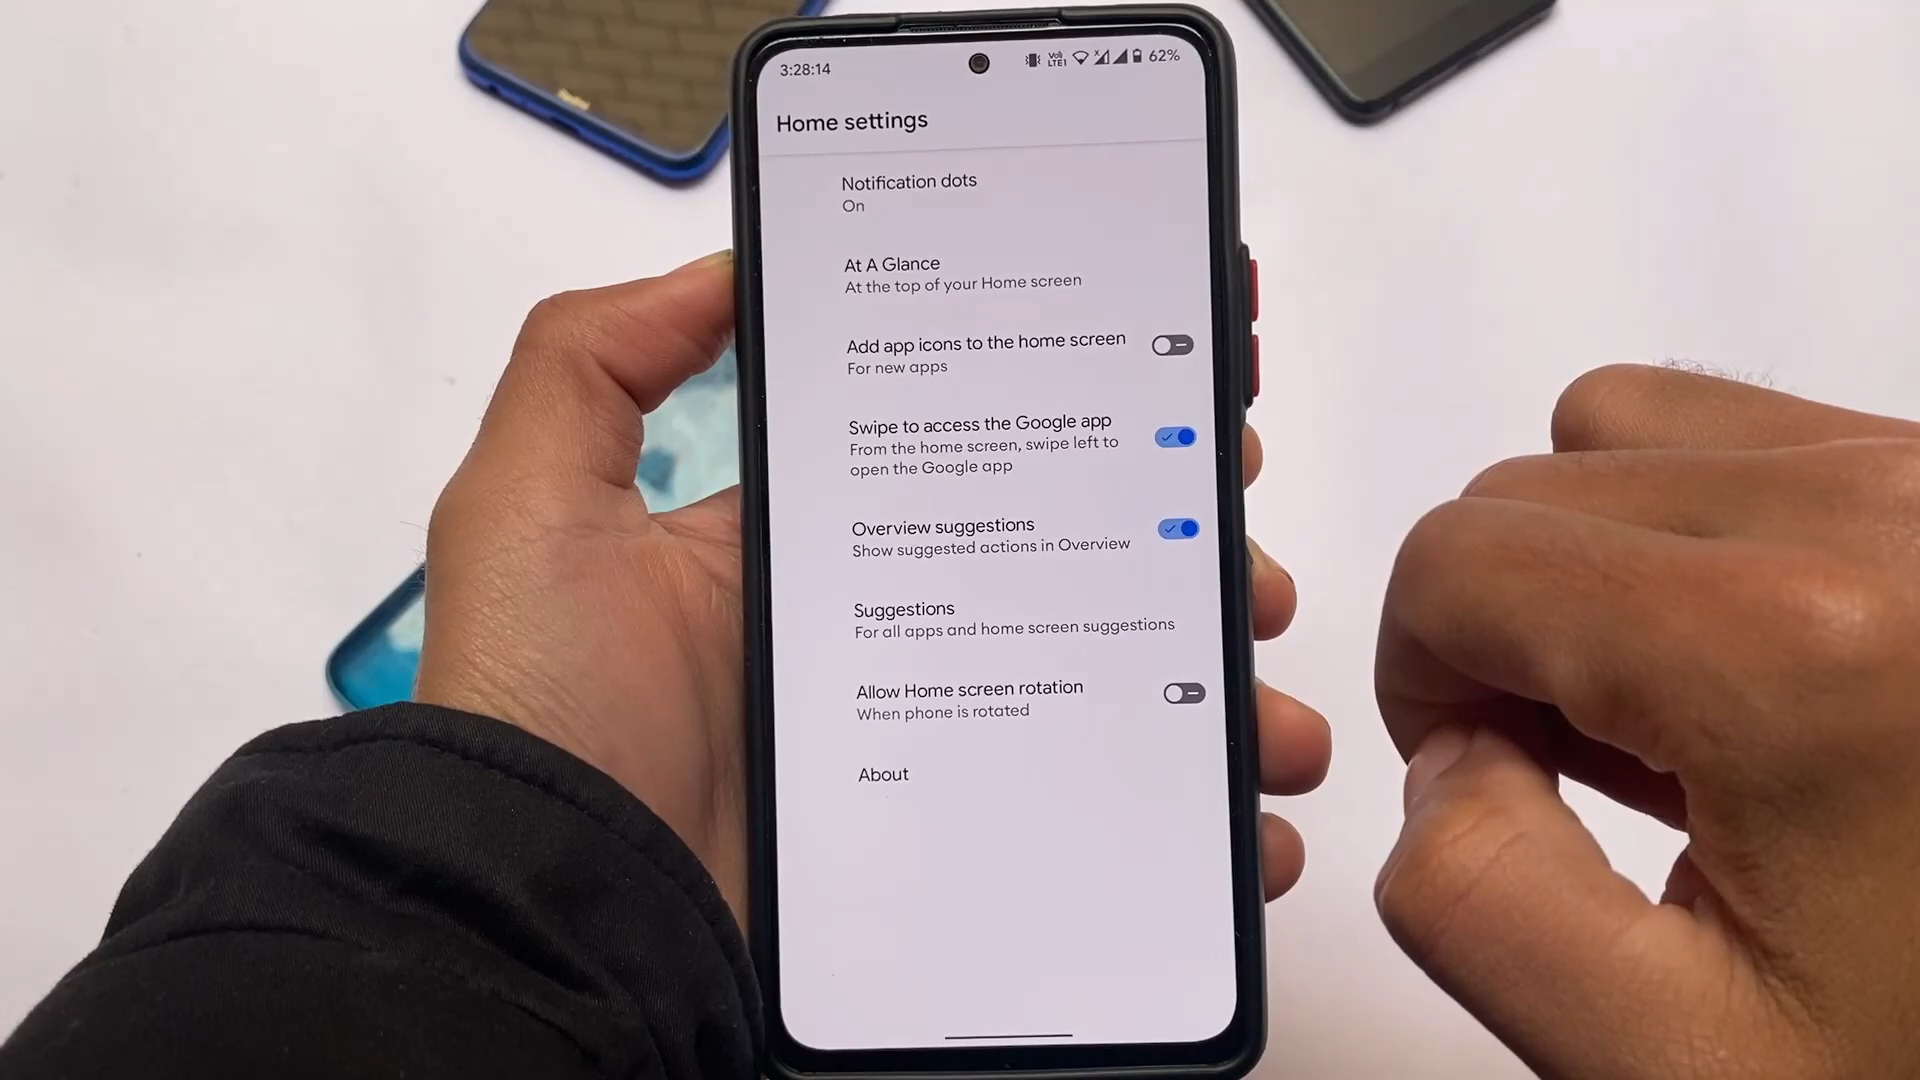 3:28:14
Vo
LTE1
62%
Home settings
Notification dots
On
At A Glance
At the top of your Home screen
Add app icons to the home screen
For new apps
Swipe to access the Google app
From the home screen, swipe left to
open the Google app
Overview suggestions
Show suggested actions in Overview
Suggestions
For all apps and home screen suggestions
Allow Home screen rotation
When phone is rotated
About